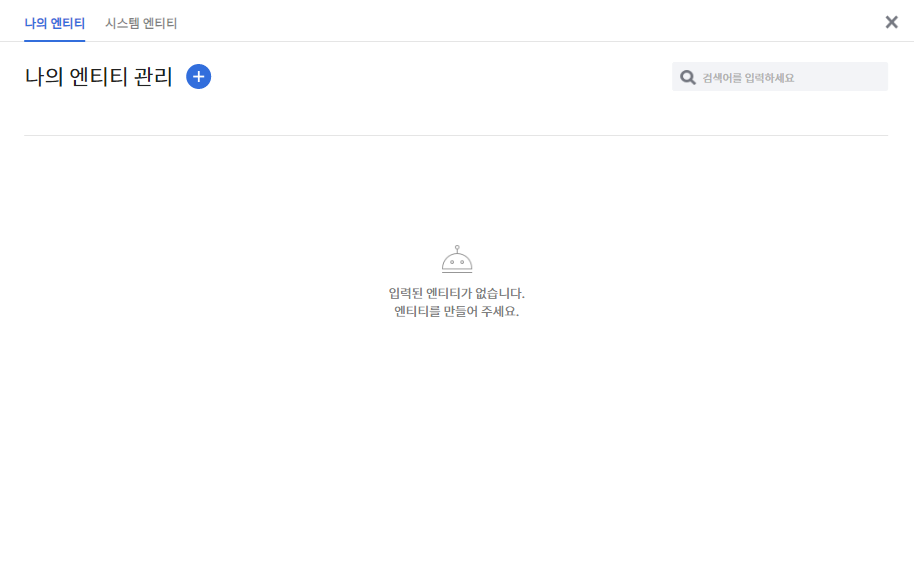 나의 엔티티 시스템 엔티티
나의 엔티티 관리
검색어를 입력하세요
입력된 엔티티가 없습니다.
엔티티를 만들어 주세요.